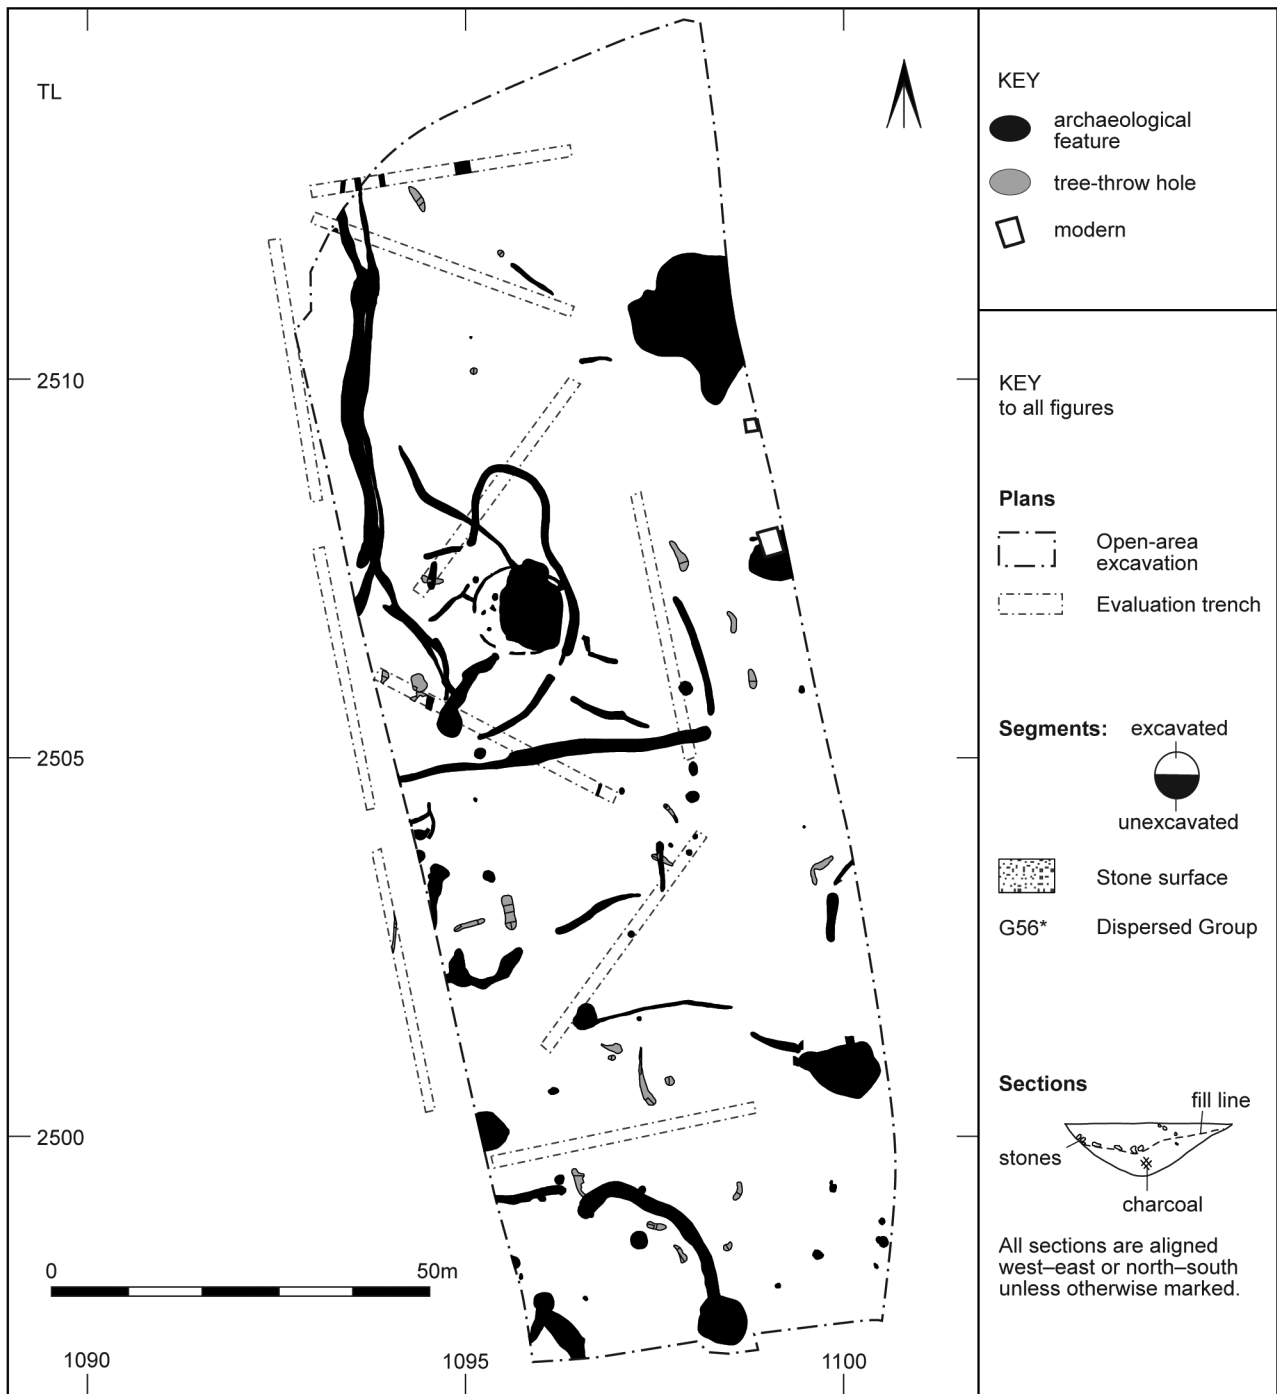 TL
2510
2505
2500
0
50m
1090
1095
1100
KEY
archaeological
feature
tree-throw hole
modern
KEY
to all figures
Plans
Open-area
excavation
Evaluation trench
Segments:
excavated
unexcavated
Stone surface
G56*
Dispersed Group
Sections
fill line
stones
charcoal
All sections are aligned
west–east or north–south
unless otherwise marked.